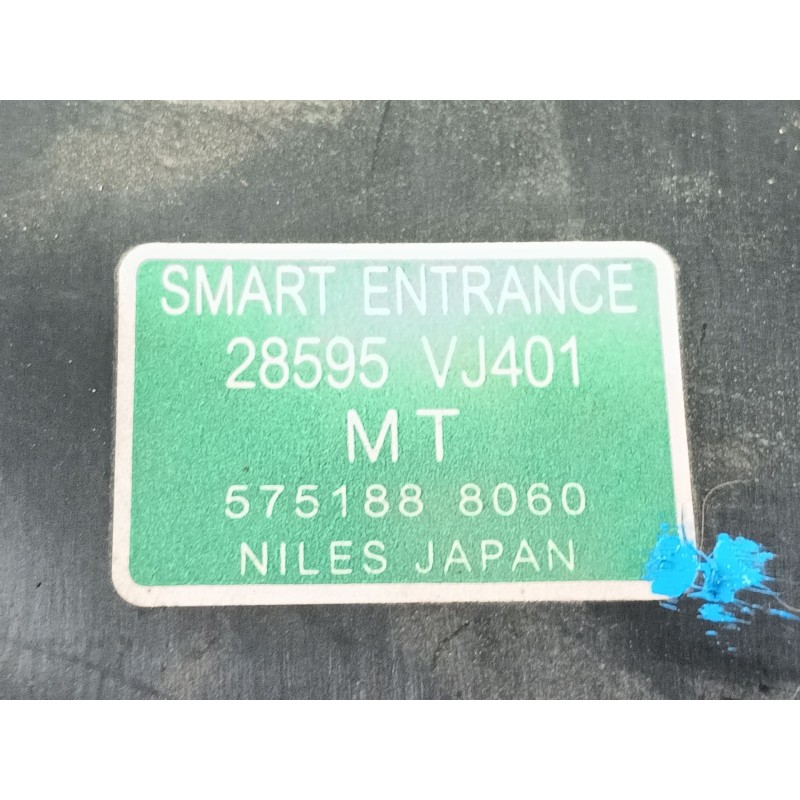 SMART ENTRANCE
28595 VJ401
MT
575188 8060
NILES JAPAN